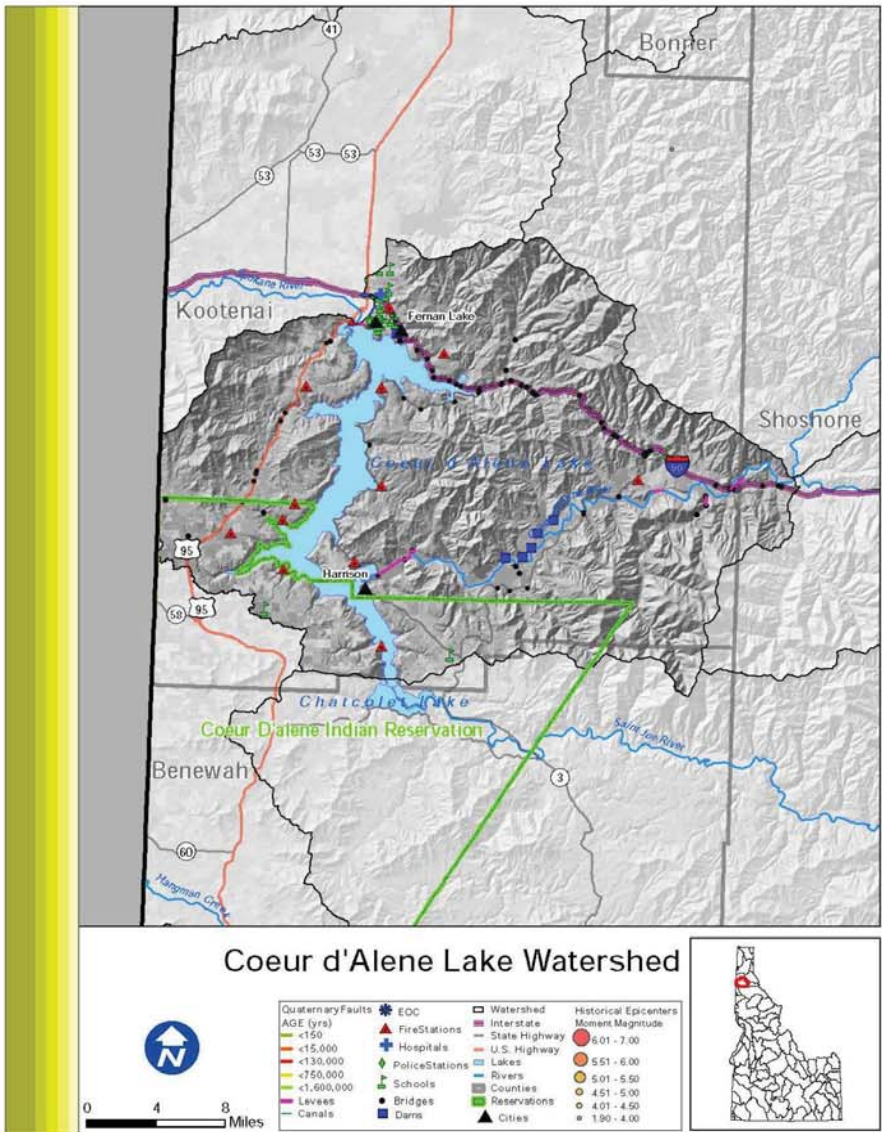 41
Bonner
53
53
53
Spokane River
Kootenai
Fernan Lake
Shoshone
Coeur d'Alene Lake
90
95
Harrison
58
95
Chatcolet Lake
Coeur D'alene Indian Reservation
Saint Joe River
Benewah
3
60
Hangman Creek
Coeur d'Alene Lake Watershed
N
0 4 8
Miles
Quaternary Faults
AGE (yrs)
<150
<15,000
<130,000
<750,000
<1,600,000
Levees
Canals
EOC
FireStations
Hospitals
PoliceStations
Schools
Bridges
Dams
Watershed
Interstate
State Highway
U.S. Highway
Lakes
Rivers
Counties
Reservations
Cities
Historical Epicenters
Moment Magnitude
6.01 - 7.00
5.51 - 6.00
5.01 - 5.50
4.51 - 5.00
4.01 - 4.50
1.90 - 4.00